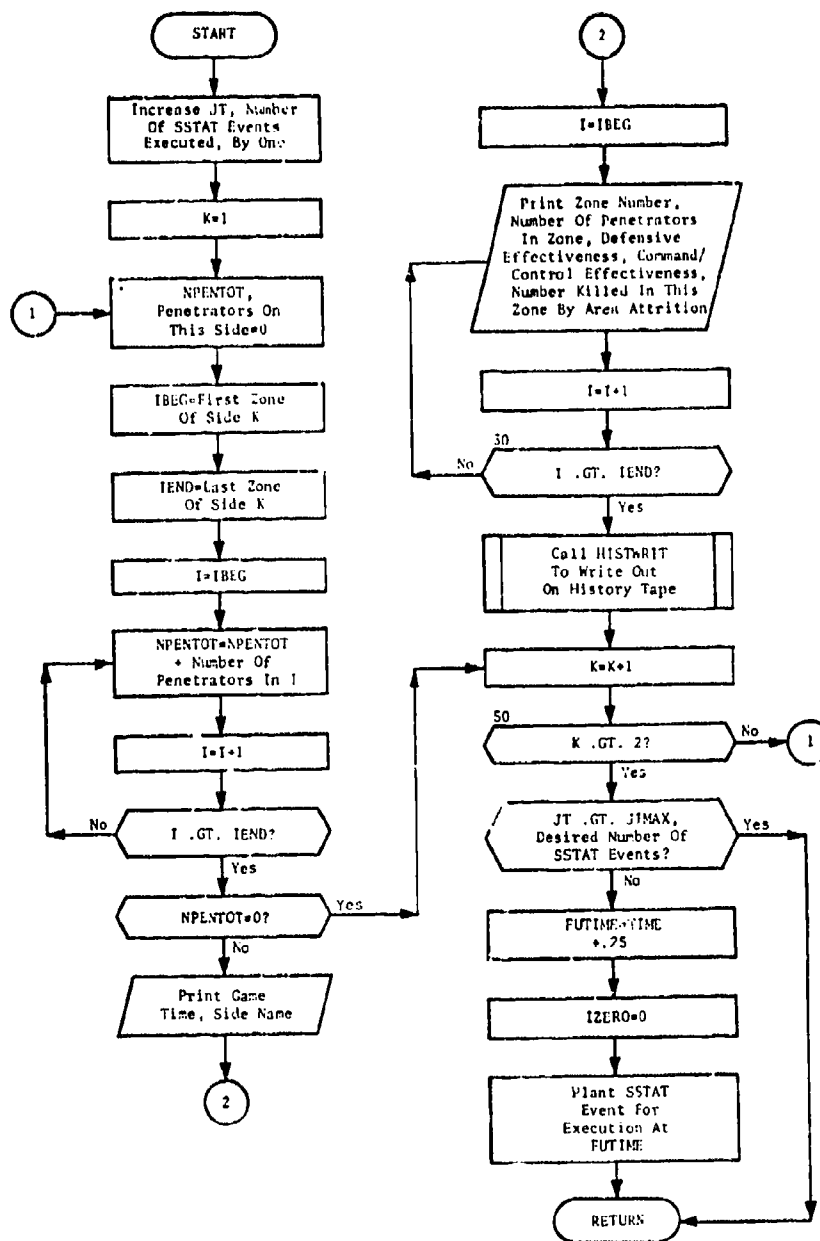 START
Increase JT, Number
Of SSTAT Events
Executed, By One
K=1
1
NPENTOT,
Penetrators On
This Side=0
IBEG=First Zone
Of Side K
IEND=Last Zone
Of Side K
I=IBEG
NPENTOT=NPENTOT
+ Number Of
Penetrators In I
I=I+1
No
I .GT. IEND?
Yes
NPENTOT=0?
Yes
No
Print Game
Time, Side Name
2
2
I=IBEG
Print Zone Number,
Number Of Penetrators
In Zone, Defensive
Effectiveness, Command/
Control Effectiveness,
Number Killed In This
Zone By Area Attrition
I=I+1
30
No
I .GT. IEND?
Yes
Call HISTWRIT
To Write Out
On History Tape
K=K+1
50
K .GT. 2?
No
1
Yes
JT .GT. JTMAX,
Desired Number Of
SSTAT Events?
Yes
No
FUTIME=TIME
+.25
IZERO=0
Plant SSTAT
Event For
Execution At
FUTIME
RETURN